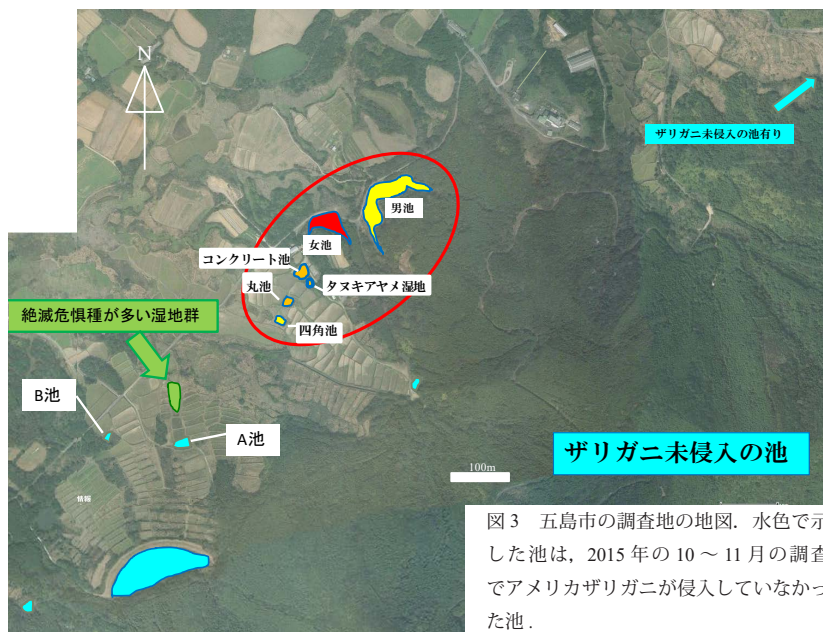 N
ザリガニ未侵入の池有り
男池
女池
コンクリート池
タヌキアヤメ湿地
丸池
四角池
絶滅危惧種が多い湿地群
B池
A池
100m
ザリガニ未侵入の池
図 3 五島市の調査地の地図．水色で示
した池は，2015 年の 10 ～ 11 月の調査
でアメリカザリガニが侵入していなかっ
た池 .